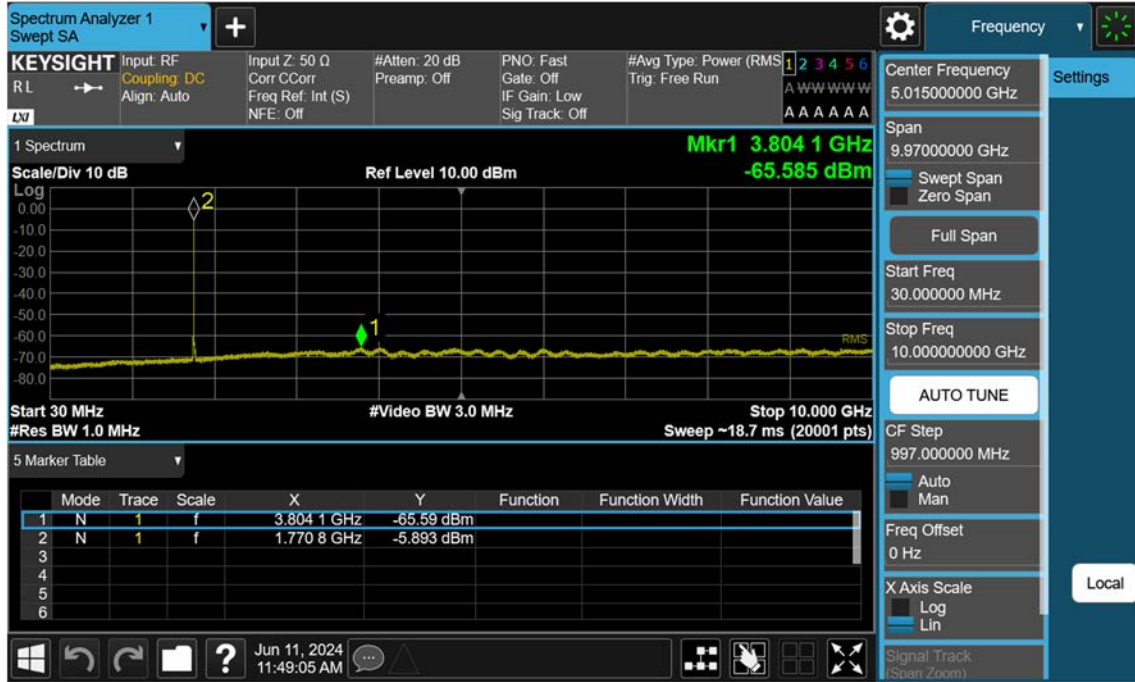 Spectrum Analyzer 1
Swept SA
Frequency
KEYSIGHT
RL
LXI
Input: RF
Coupling: DC
Align: Auto
Input Z: 50 Ω
Corr CCorr
Freq Ref: Int (S)
NFE: Off
#Atten: 20 dB
Preamp: Off
PNO: Fast
Gate: Off
IF Gain: Low
Sig Track: Off
#Avg Type: Power (RMS
Trig: Free Run
1 2 3 4 5 6
A W W W W W
A A A A A A
1 Spectrum
Scale/Div 10 dB
Ref Level 10.00 dBm
Mkr1 3.804 1 GHz
-65.585 dBm
Log
0.00
-10.0
-20.0
-30.0
-40.0
-50.0
-60.0
-70.0
-80.0
2
1
RMS
Start 30 MHz
#Video BW 3.0 MHz
Stop 10.000 GHz
#Res BW 1.0 MHz
Sweep ~18.7 ms (20001 pts)
5 Marker Table
Mode Trace Scale X Y Function Function Width Function Value
1 N 1 f 3.804 1 GHz -65.59 dBm
2 N 1 f 1.770 8 GHz -5.893 dBm
3
4
5
6
?
Jun 11, 2024
11:49:05 AM
Center Frequency
5.015000000 GHz
Settings
Span
9.97000000 GHz
Swept Span
Zero Span
Full Span
Start Freq
30.000000 MHz
Stop Freq
10.000000000 GHz
AUTO TUNE
CF Step
997.000000 MHz
Auto
Man
Freq Offset
0 Hz
X Axis Scale
Log
Lin
Local
Signal Track
(Span Zoom)